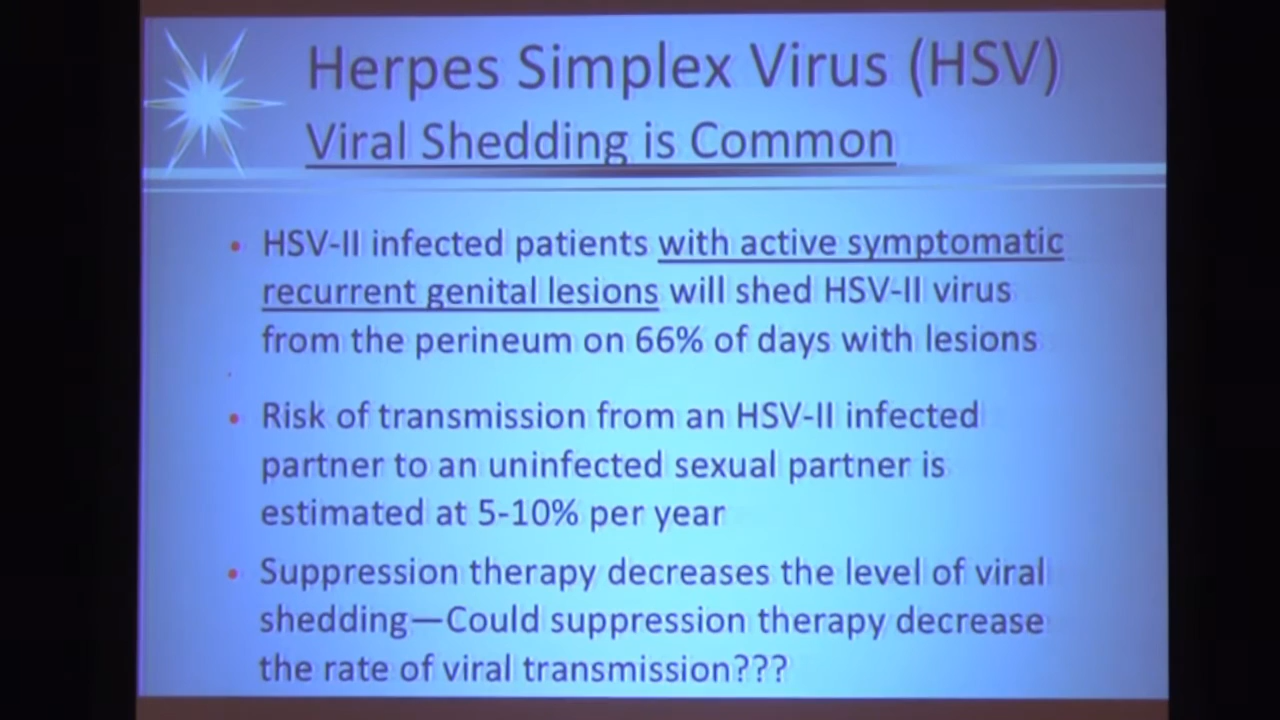 Herpes Simplex Virus (HSV)
Viral Shedding is Common
• HSV-II infected patients with active symptomatic
recurrent genital lesions will shed HSV-II virus
from the perineum on 66% of days with lesions
• Risk of transmission from an HSV-II infected
partner to an uninfected sexual partner is
estimated at 5-10% per year
• Suppression therapy decreases the level of viral
shedding—Could suppression therapy decrease
the rate of viral transmission???